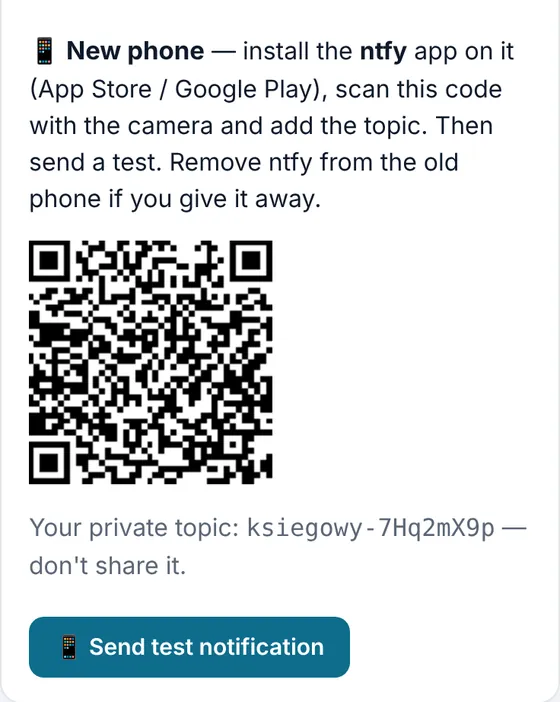 📱 New phone — install the ntfy app on it
(App Store / Google Play), scan this code
with the camera and add the topic. Then
send a test. Remove ntfy from the old
phone if you give it away.
Your private topic: ksiegowy-7Hq2mX9p —
don't share it.
📱 Send test notification